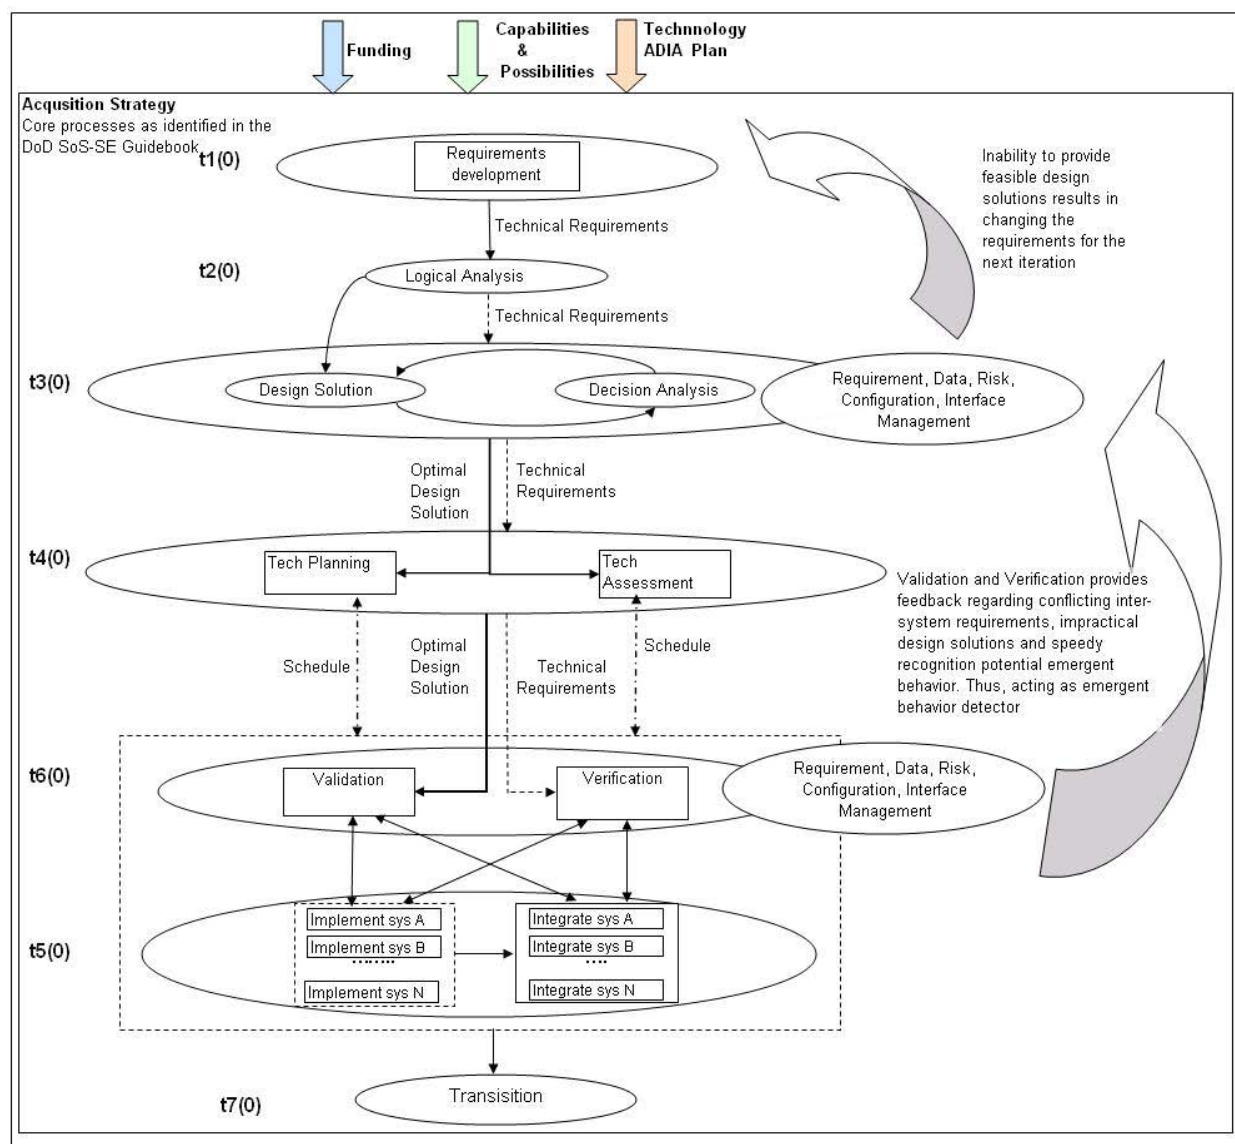 Funding
Capabilities
&
Possibilities
Technnology
ADIA Plan
Acqusition Strategy
Core processes as identified in the
DoD SoS-SE Guidebook
t1(0)
Requirements
development
Inability to provide
feasible design
solutions results in
changing the
requirements for the
next iteration
Technical Requirements
t2(0)
Logical Analysis
Technical Requirements
t3(0)
Design Solution
Decision Analysis
Requirement, Data, Risk,
Configuration, Interface
Management
Optimal
Design
Solution
Technical
Requirements
t4(0)
Tech Planning
Tech
Assessment
Validation and Verification provides
feedback regarding conflicting inter-
system requirements, impractical
design solutions and speedy
recognition potential emergent
behavior. Thus, acting as emergent
behavior detector
Schedule
Optimal
Design
Solution
Technical
Requirements
Schedule
t6(0)
Validation
Verification
Requirement, Data, Risk,
Configuration, Interface
Management
t5(0)
Implement sys A
Implement sys B
........
Implement sys N
Integrate sys A
Integrate sys B
....
Integrate sys N
t7(0)
Transisition